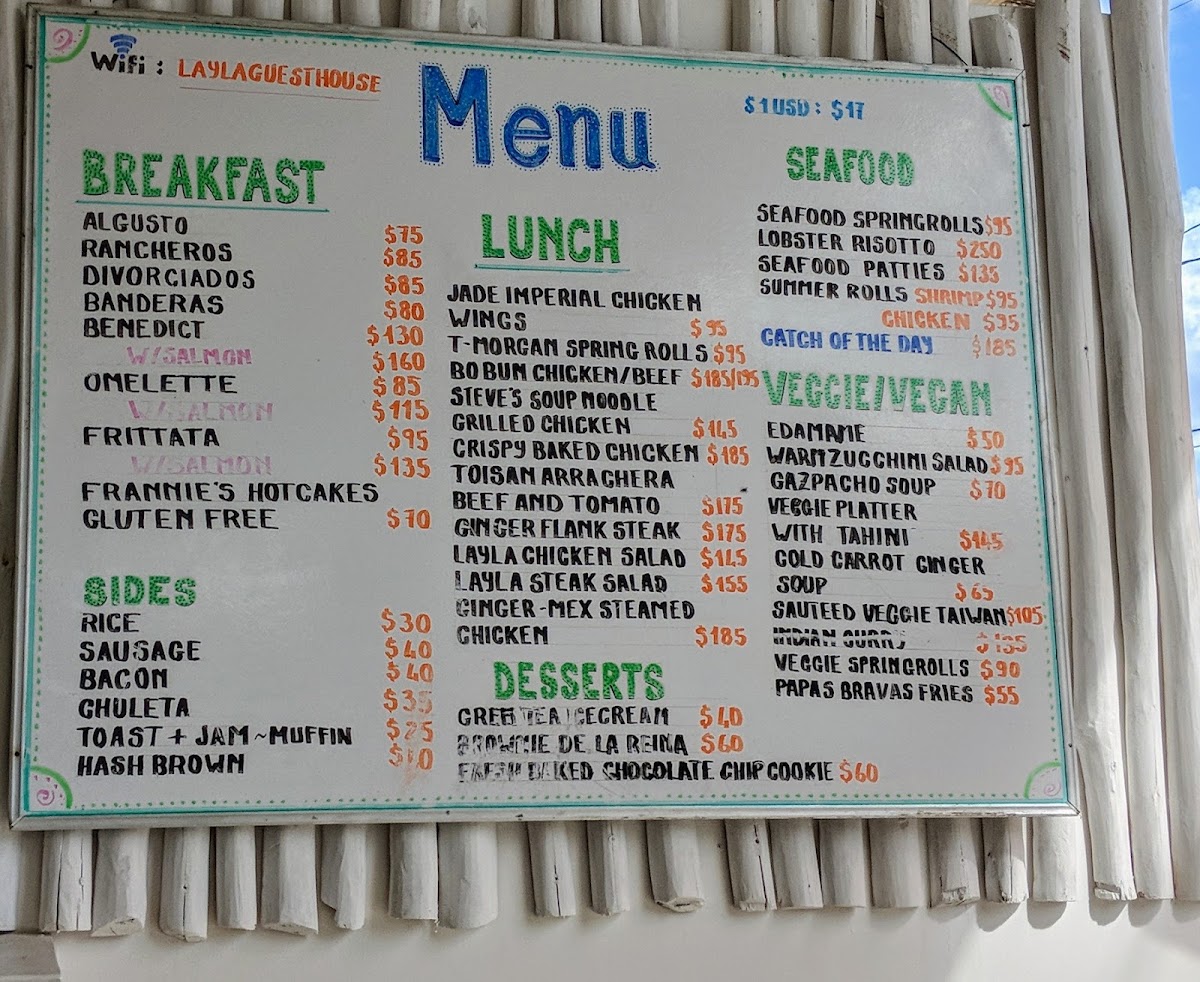 Wifi : LAYLAGUESTHOUSE
Menu
$1USD : $17
BREAKFAST
ALGUSTO $75
RANCHEROS $85
DIVORCIADOS $85
BANDERAS $80
BENEDICT $130
W/SALMON $160
OMELETTE $85
W/SALMON $115
FRITTATA $95
W/SALMON $135
FRANNIE'S HOTCAKES
GLUTEN FREE $70
SIDES
RICE $30
SAUSAGE $40
BACON $40
CHULETA $35
TOAST + JAM ~ MUFFIN $25
HASH BROWN
LUNCH
JADE IMPERIAL CHICKEN
WINGS $95
T-MORGAN SPRING ROLLS $95
BO BUN CHICKEN/BEEF $185/195
STEVE'S SOUP NOODLE
GRILLED CHICKEN $145
CRISPY BAKED CHICKEN $185
TOISAN ARRACHERA
BEEF AND TOMATO $175
GINGER FLANK STEAK $175
LAYLA CHICKEN SALAD $145
LAYLA STEAK SALAD $155
GINGER-MEX STEAMED
CHICKEN $185
DESSERTS
GREEN TEA ICECREAM $40
BROWNIE DE LA REINA $60
FRESH BAKED CHOCOLATE CHIP COOKIE $60
SEAFOOD
SEAFOOD SPRINGROLLS $95
LOBSTER RISOTTO $250
SEAFOOD PATTIES $135
SUMMER ROLLS SHRIMP $95
CHICKEN $95
CATCH OF THE DAY $185
VEGGIE/VEGAN
EDAMAME $50
WARM ZUGCHINI SALAD $95
GAZPACHO SOUP $70
VEGGIE PLATTER
WITH TAHINI $145
COLD CARROT GINGER
SOUP $65
SAUTEED VEGGIE TAIWAN $105
INDIAN CURRY $135
VEGGIE SPRINGROLLS $90
PAPAS BRAVAS FRIES $55